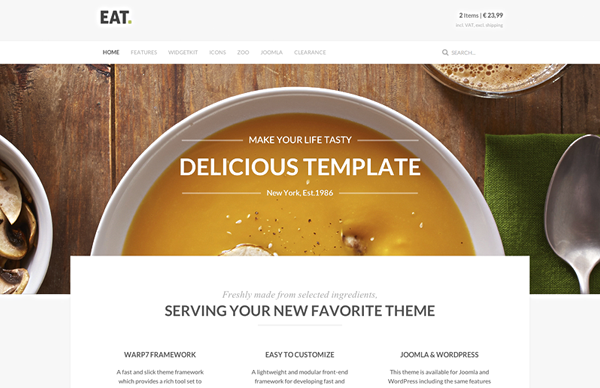 EAT.
2 Items | € 23,99
incl. VAT, excl. shipping
HOME FEATURES WIDGETKIT ICONS ZOO JOOMLA CLEARANCE SEARCH...
MAKE YOUR LIFE TASTY
DELICIOUS TEMPLATE
New York, Est.1986
Freshly made from selected ingredients,
SERVING YOUR NEW FAVORITE THEME
WARP7 FRAMEWORK EASY TO CUSTOMIZE JOOMLA & WORDPRESS
A fast and slick theme framework
which provides a rich tool set to
A lightweight and modular front-end
framework for developing fast and
This theme is available for Joomla and
WordPress including the same features